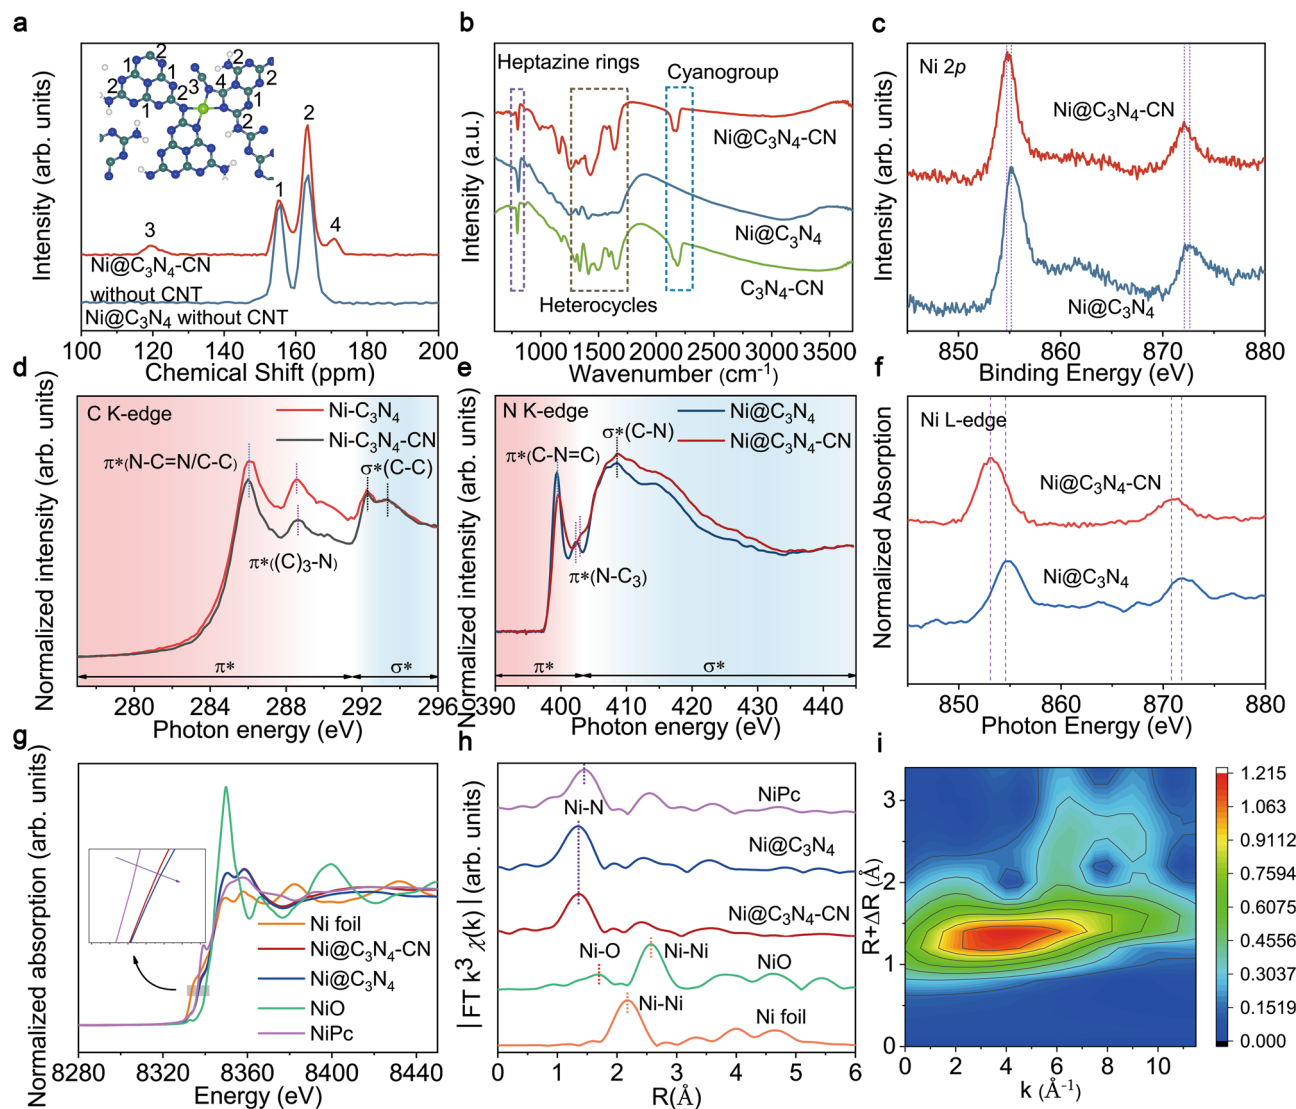 a
Intensity (arb. units)
2
2
1
1
2
1
2
3
4
2
2
1
2
1
2
3
4
Ni@C₃N₄-CN
without CNT
Ni@C₃N₄ without CNT
100 120 140 160 180 200
Chemical Shift (ppm)
b
Intensity (a.u.)
Heptazine rings
Cyanogroup
Ni@C₃N₄-CN
Ni@C₃N₄
C₃N₄-CN
Heterocycles
1000 1500 2000 2500 3000 3500
Wavenumber (cm⁻¹)
c
Intensity (arb. units)
Ni 2p
Ni@C₃N₄-CN
Ni@C₃N₄
850 860 870 880
Binding Energy (eV)
d
Normalized intensity (arb. units)
C K-edge
Ni-C₃N₄
Ni-C₃N₄-CN
π*(N-C=N/C-C)
σ*(C-C)
π*((C)₃-N)
π* σ*
280 284 288 292 296
Photon energy (eV)
e
Normalized intensity (arb. units)
N K-edge
Ni@C₃N₄
Ni@C₃N₄-CN
σ*(C-N)
π*(C-N=C)
π*(N-C₃)
π* σ*
390 400 410 420 430 440
Photon energy (eV)
f
Normalized Absorption
Ni L-edge
Ni@C₃N₄-CN
Ni@C₃N₄
850 860 870 880
Photon Energy (eV)
g
Normalized absorption (arb. units)
Ni foil
Ni@C₃N₄-CN
Ni@C₃N₄
NiO
NiPc
8280 8320 8360 8400 8440
Energy (eV)
h
|FT k³ χ(k)| (arb. units)
NiPc
Ni-N
Ni@C₃N₄
Ni@C₃N₄-CN
Ni-O
Ni-Ni
NiO
Ni-Ni
Ni foil
0 1 2 3 4 5 6
R(Å)
i
R+ΔR (Å)
3
2
1
0
0 2 4 6 8 10
k (Å⁻¹)
1.215
1.063
0.9112
0.7594
0.6075
0.4556
0.3037
0.1519
0.000